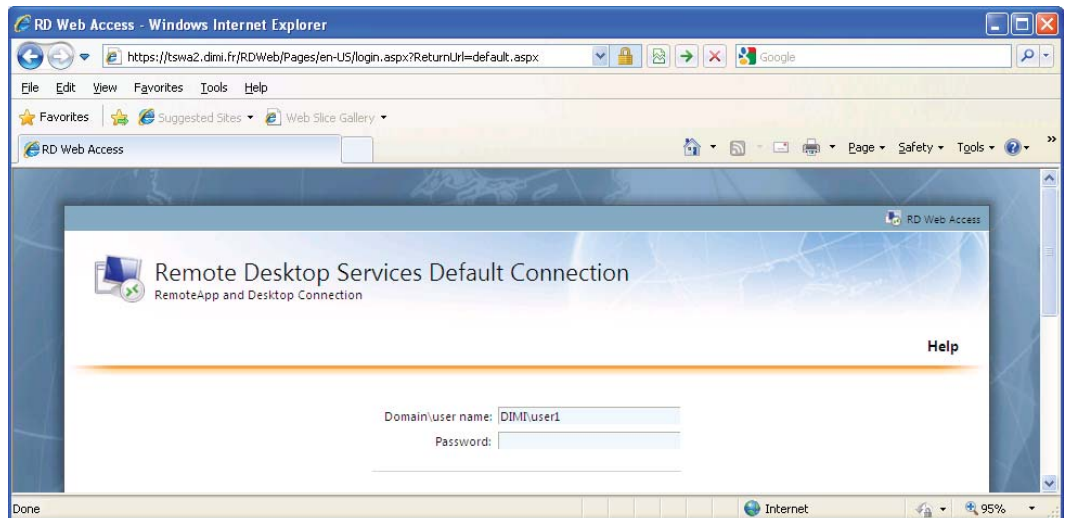 RD Web Access - Windows Internet Explorer
https://tswa2.dimi.fr/RDWeb/Pages/en-US/login.aspx?ReturnUrl=default.aspx Google
File Edit View Favorites Tools Help
Favorites Suggested Sites Web Slice Gallery
RD Web Access Page Safety Tools »
RD Web Access
Remote Desktop Services Default Connection
RemoteApp and Desktop Connection
Help
Domain\user name: DIMI\user1
Password:
Done Internet 95%